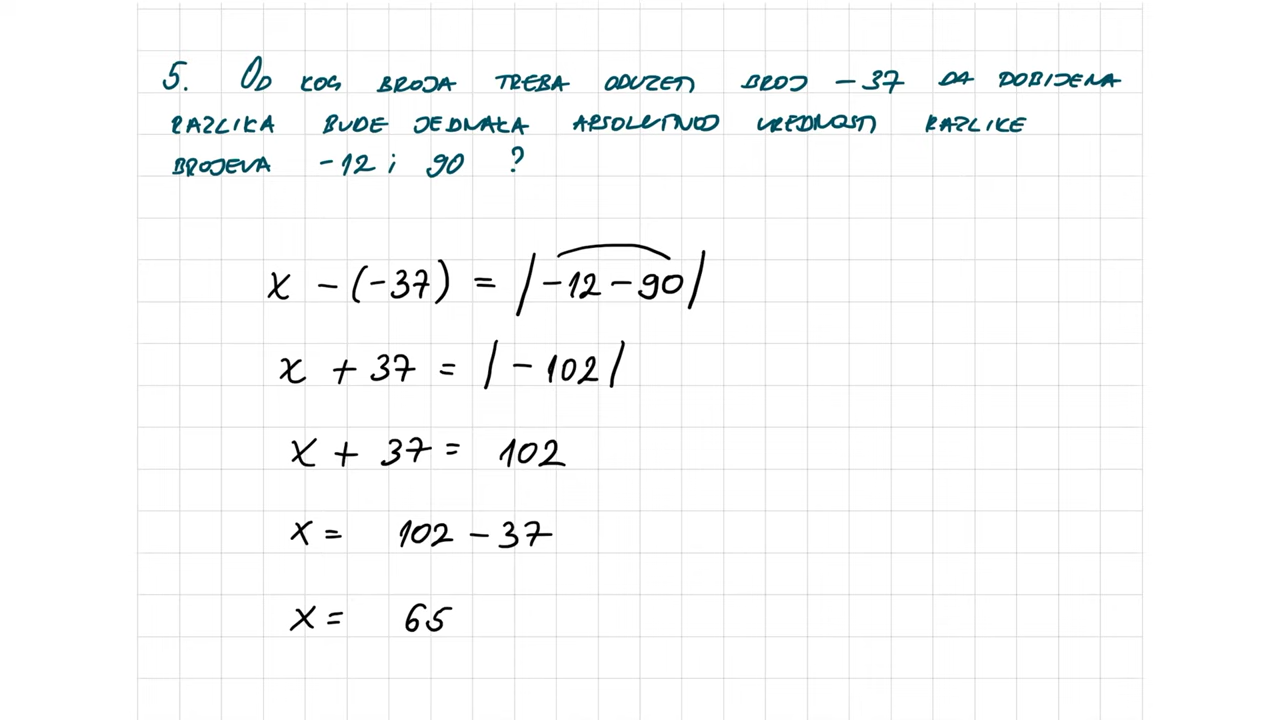 5. OD KOG BROJA TREBA ODUZETI BROJ -37 DA DOBIJENA
RAZLIKA BUDE JEDNAKA APSOLUTNOJ VREDNOSTI RAZLIKE
BROJEVA -12 i 90 ?
x - (-37) = |-12 - 90|
x + 37 = |-102|
x + 37 = 102
x = 102 - 37
x = 65